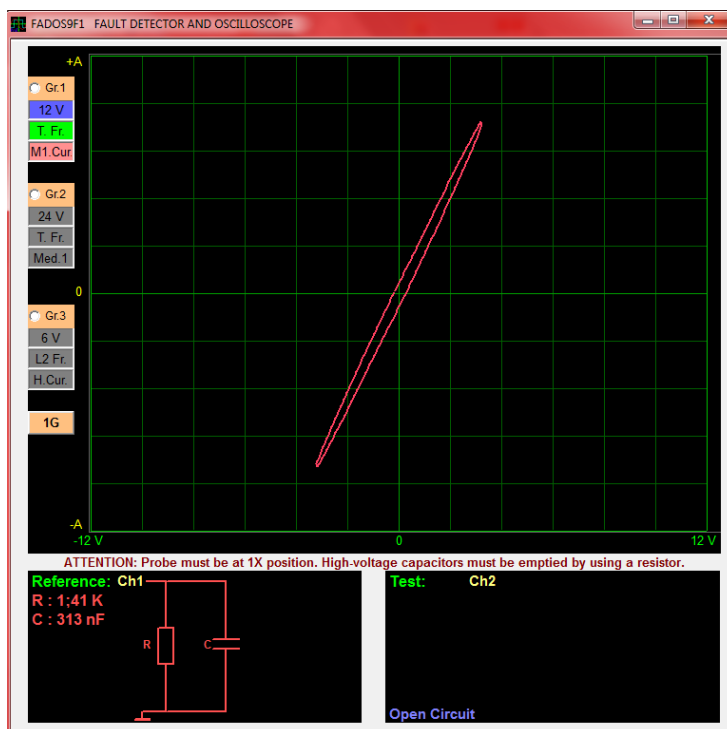 FADOS9F1 FAULT DETECTOR AND OSCILLOSCOPE
+A
Gr.1
12 V
T. Fr.
M1.Cur.
Gr.2
24 V
T. Fr.
Med.1
0
Gr.3
6 V
L2 Fr.
H.Cur.
1G
-A
-12 V 0 12 V
ATTENTION: Probe must be at 1X position. High-voltage capacitors must be emptied by using a resistor.
Reference: Ch1
R : 1;41 K
C : 313 nF
R C
Test: Ch2
Open Circuit